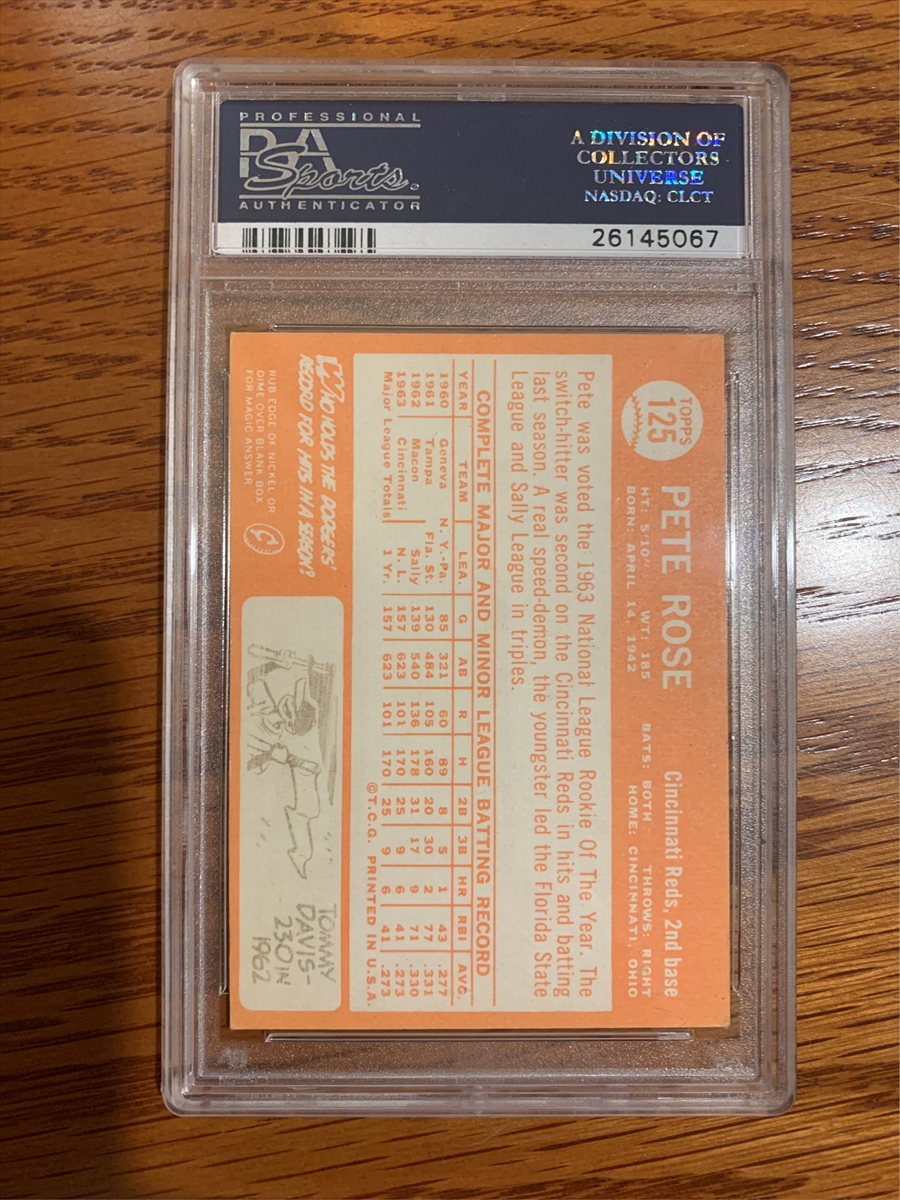 PROFESSIONAL
PSA
Sports
AUTHENTICATOR
A DIVISION OF
COLLECTORS
UNIVERSE
NASDAQ: CLCT
26145067
TOPPS
125
PETE ROSE
Cincinnati Reds, 2nd base
HT: 5'10" WT: 185 BATS: BOTH THROWS: RIGHT
BORN: APRIL 14, 1942 HOME: CINCINNATI, OHIO
Pete was voted the 1963 National League Rookie Of The Year. The
switch-hitter was second on the Cincinnati Reds in hits and batting
last season. A real speed-demon, the youngster led the Florida State
League and Sally League in triples.
COMPLETE MAJOR AND MINOR LEAGUE BATTING RECORD
YEAR TEAM LEA. G AB R H 2B 3B HR RBI AVG.
1960 Geneva N.Y.-Pa. 85 321 60 89 8 5 1 43 .277
1961 Tampa Fla. St. 130 484 105 160 20 30 2 77 .331
1962 Macon Sally 139 540 136 178 31 17 9 71 .330
1963 Cincinnati N. L. 157 623 101 170 25 9 6 41 .273
Major League Totals 1 Yr. 157 623 101 170 25 9 6 41 .273
©T.C.G. PRINTED IN U.S.A.
WHO HOLDS THE DODGERS'
RECORD FOR HITS IN A SEASON?
RUB EDGE OF NICKEL OR
DIME OVER BLANK BOX
FOR MAGIC ANSWER
TOMMY
DAVIS-
230 IN
1962